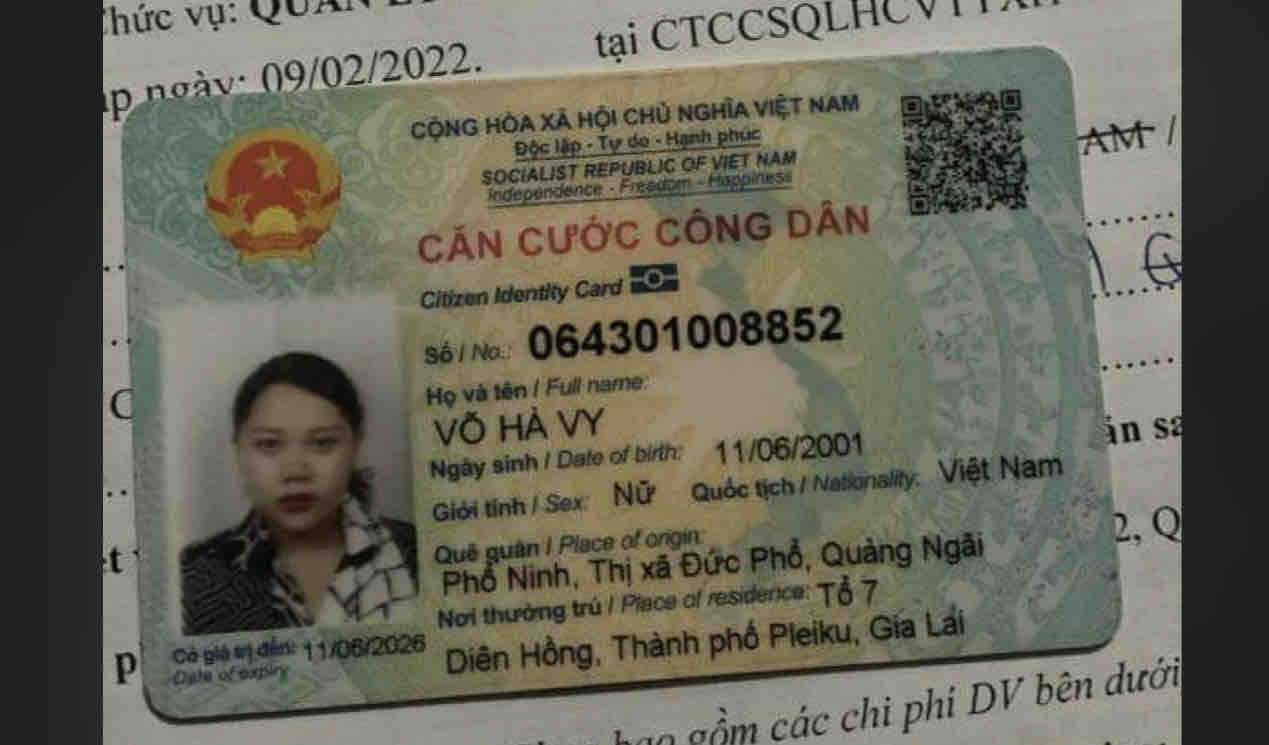 Chức vụ: QUẢN
ngày: 09/02/2022. tại CTCCSQLHCVTTXH
CỘNG HÒA XÃ HỘI CHỦ NGHĨA VIỆT NAM
Độc lập - Tự do - Hạnh phúc
SOCIALIST REPUBLIC OF VIET NAM
Independence - Freedom - Happiness
CĂN CƯỚC CÔNG DÂN
Citizen Identity Card
Số / No.: 064301008852
Họ và tên / Full name:
VÕ HÀ VY
Ngày sinh / Date of birth: 11/06/2001
Giới tính / Sex: Nữ Quốc tịch / Nationality: Việt Nam
Quê quán / Place of origin:
Phổ Ninh, Thị xã Đức Phổ, Quảng Ngãi
Nơi thường trú / Place of residence: Tổ 7
Diên Hồng, Thành phố Pleiku, Gia Lai
Có giá trị đến: 11/06/2026
Date of expiry
bao gồm các chi phí DV bên dưới